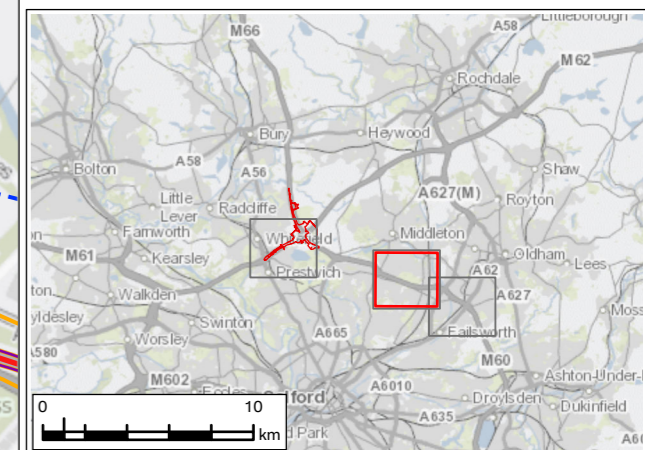 A58
Littleborough
M66
Rochdale
M62
Bury
Heywood
Bolton
A58
A56
Shaw
A627(M)
Little
Lever
Radcliffe
Royton
Farnworth
Whitefield
Middleton
M61
Kearsley
Prestwich
Oldham
Lees
A62
Walkden
A627
Swinton
A665
Failsworth
Worsley
A580
M60
M602
A6010
Ashton-Under-
Droylsden
Dukinfield
A635
0
10
km